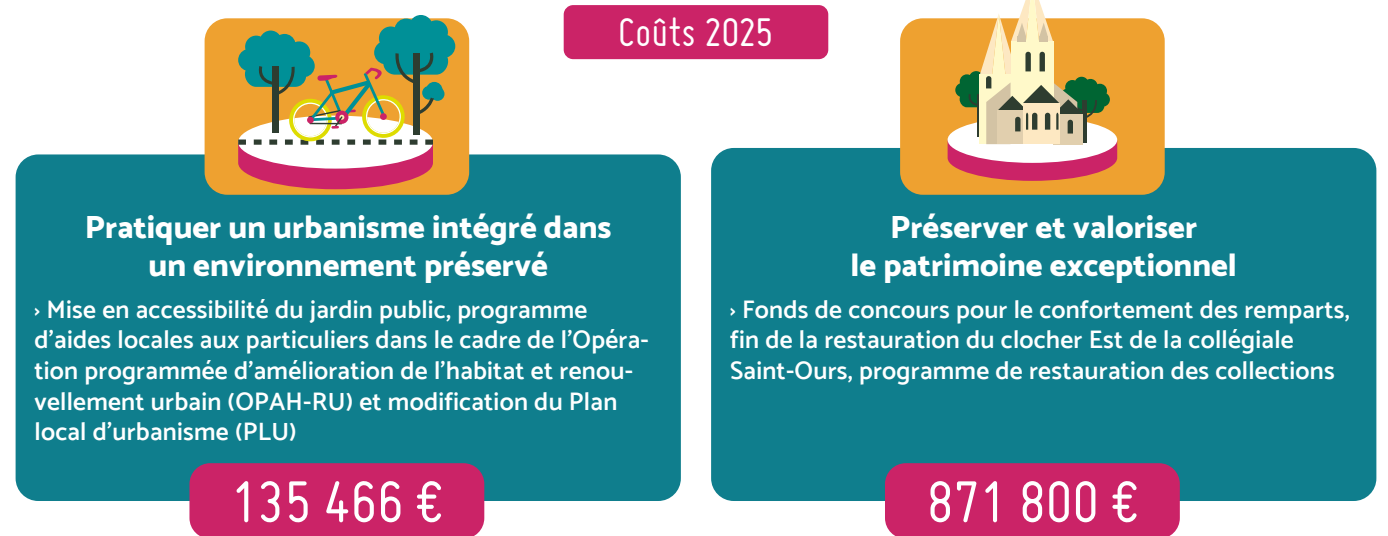 Coûts 2025
Pratiquer un urbanisme intégré dans
un environnement préservé
› Mise en accessibilité du jardin public, programme
d'aides locales aux particuliers dans le cadre de l'Opéra-
tion programmée d'amélioration de l'habitat et renou-
vellement urbain (OPAH-RU) et modification du Plan
local d'urbanisme (PLU)
135 466 €
Préserver et valoriser
le patrimoine exceptionnel
› Fonds de concours pour le confortement des remparts,
fin de la restauration du clocher Est de la collégiale
Saint-Ours, programme de restauration des collections
871 800 €